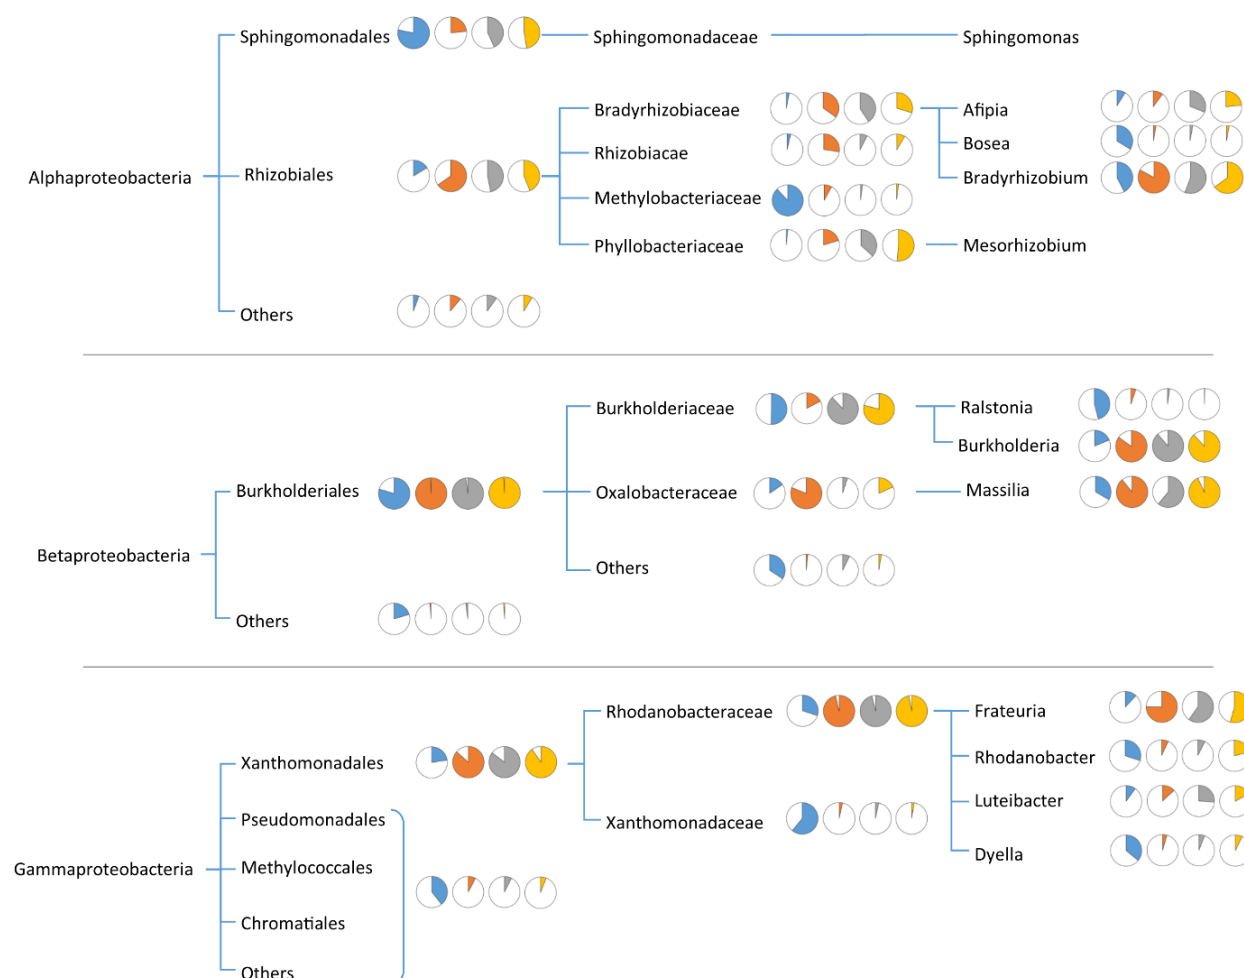 Sphingomonadales
Sphingomonadaceae
Sphingomonas
Bradyrhizobiaceae
Afipia
Bosea
Rhizobiacae
Alphaproteobacteria
Rhizobiales
Bradyrhizobium
Methylobacteriaceae
Phyllobacteriaceae
Mesorhizobium
Others
Burkholderiaceae
Ralstonia
Burkholderia
Burkholderiales
Oxalobacteraceae
Massilia
Betaproteobacteria
Others
Others
Rhodanobacteraceae
Frateuria
Xanthomonadales
Rhodanobacter
Luteibacter
Pseudomonadales
Xanthomonadaceae
Dyella
Gammaproteobacteria
Methylococcales
Chromatiales
Others